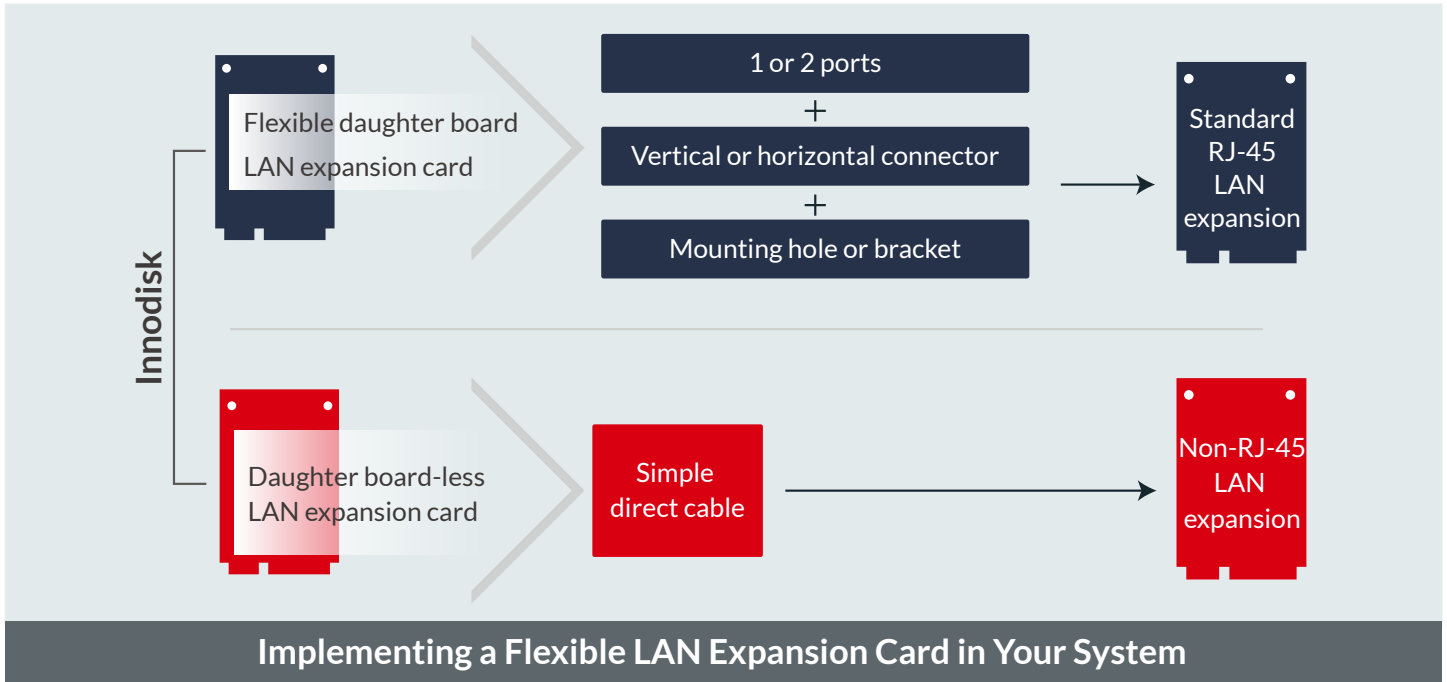 Innodisk
Flexible daughter board
LAN expansion card
1 or 2 ports
+
Vertical or horizontal connector
+
Mounting hole or bracket
Standard
RJ-45
LAN
expansion
Daughter board-less
LAN expansion card
Simple
direct cable
Non-RJ-45
LAN
expansion
Implementing a Flexible LAN Expansion Card in Your System